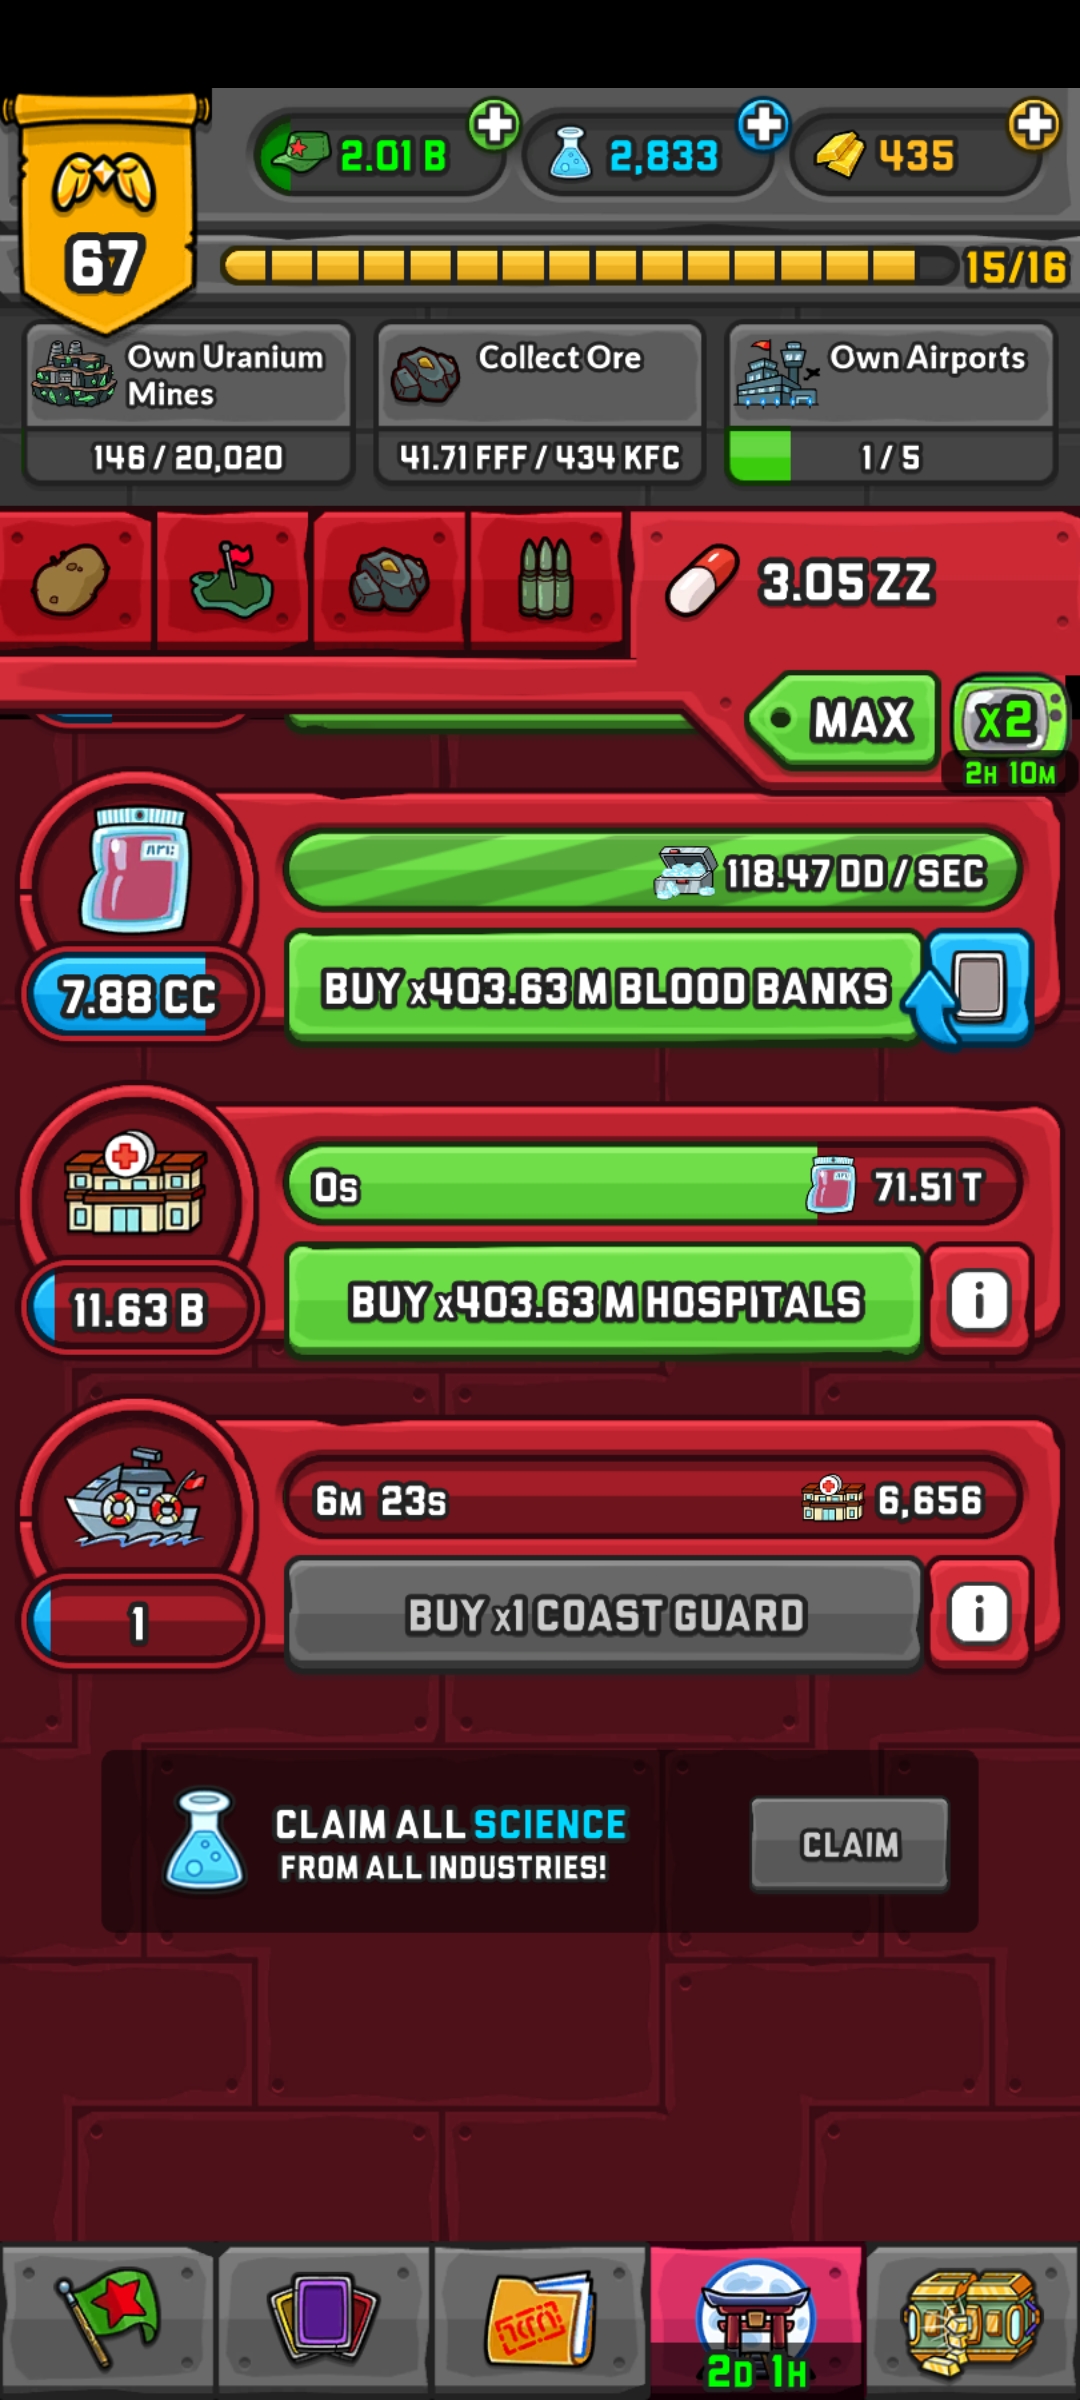 2.01 B
2,833
435
67
15/16
Own Uranium
Mines
146 / 20,020
Collect Ore
41.71 FFF / 434 KFC
Own Airports
1 / 5
3.05 ZZ
MAX
x2
2H 10M
118.47 DD / SEC
7.88 CC
BUY x403.63 M BLOOD BANKS
0s
71.51 T
11.63 B
BUY x403.63 M HOSPITALS
i
6M 23s
6,656
1
BUY x1 COAST GUARD
i
CLAIM ALL SCIENCE
FROM ALL INDUSTRIES!
CLAIM
2D 1H